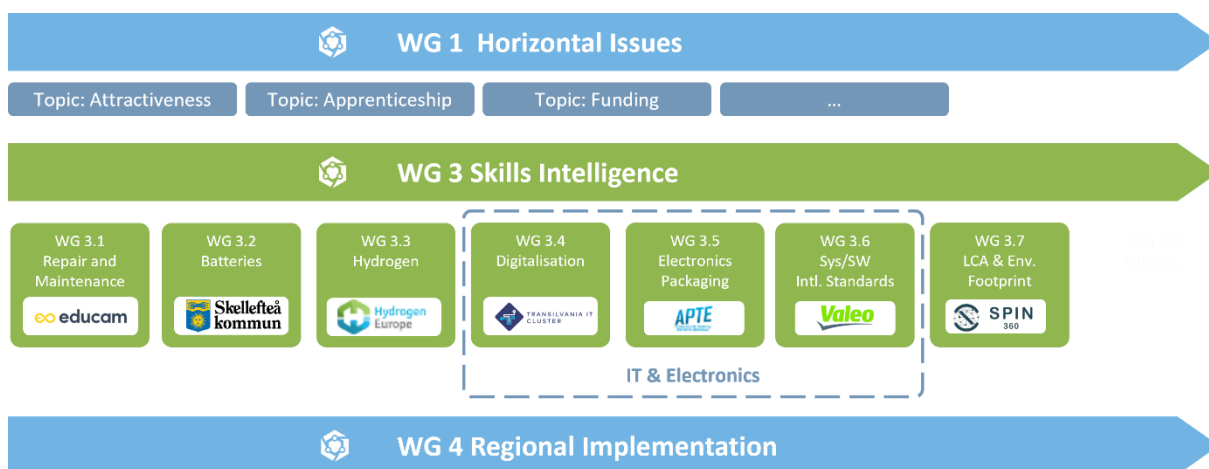 WG 1 Horizontal Issues
Topic: Attractiveness
Topic: Apprenticeship
Topic: Funding
...
WG 3 Skills Intelligence
WG 3.1
Repair and
Maintenance
educam
WG 3.2
Batteries
Skellefteå
kommun
WG 3.3
Hydrogen
Hydrogen
Europe
WG 3.4
Digitalisation
TRANSILVANIA IT
CLUSTER
WG 3.5
Electronics
Packaging
APTE
WG 3.6
Sys/SW
Intl. Standards
Valeo
WG 3.7
LCA & Env.
Footprint
SPIN
360
IT & Electronics
WG 4 Regional Implementation